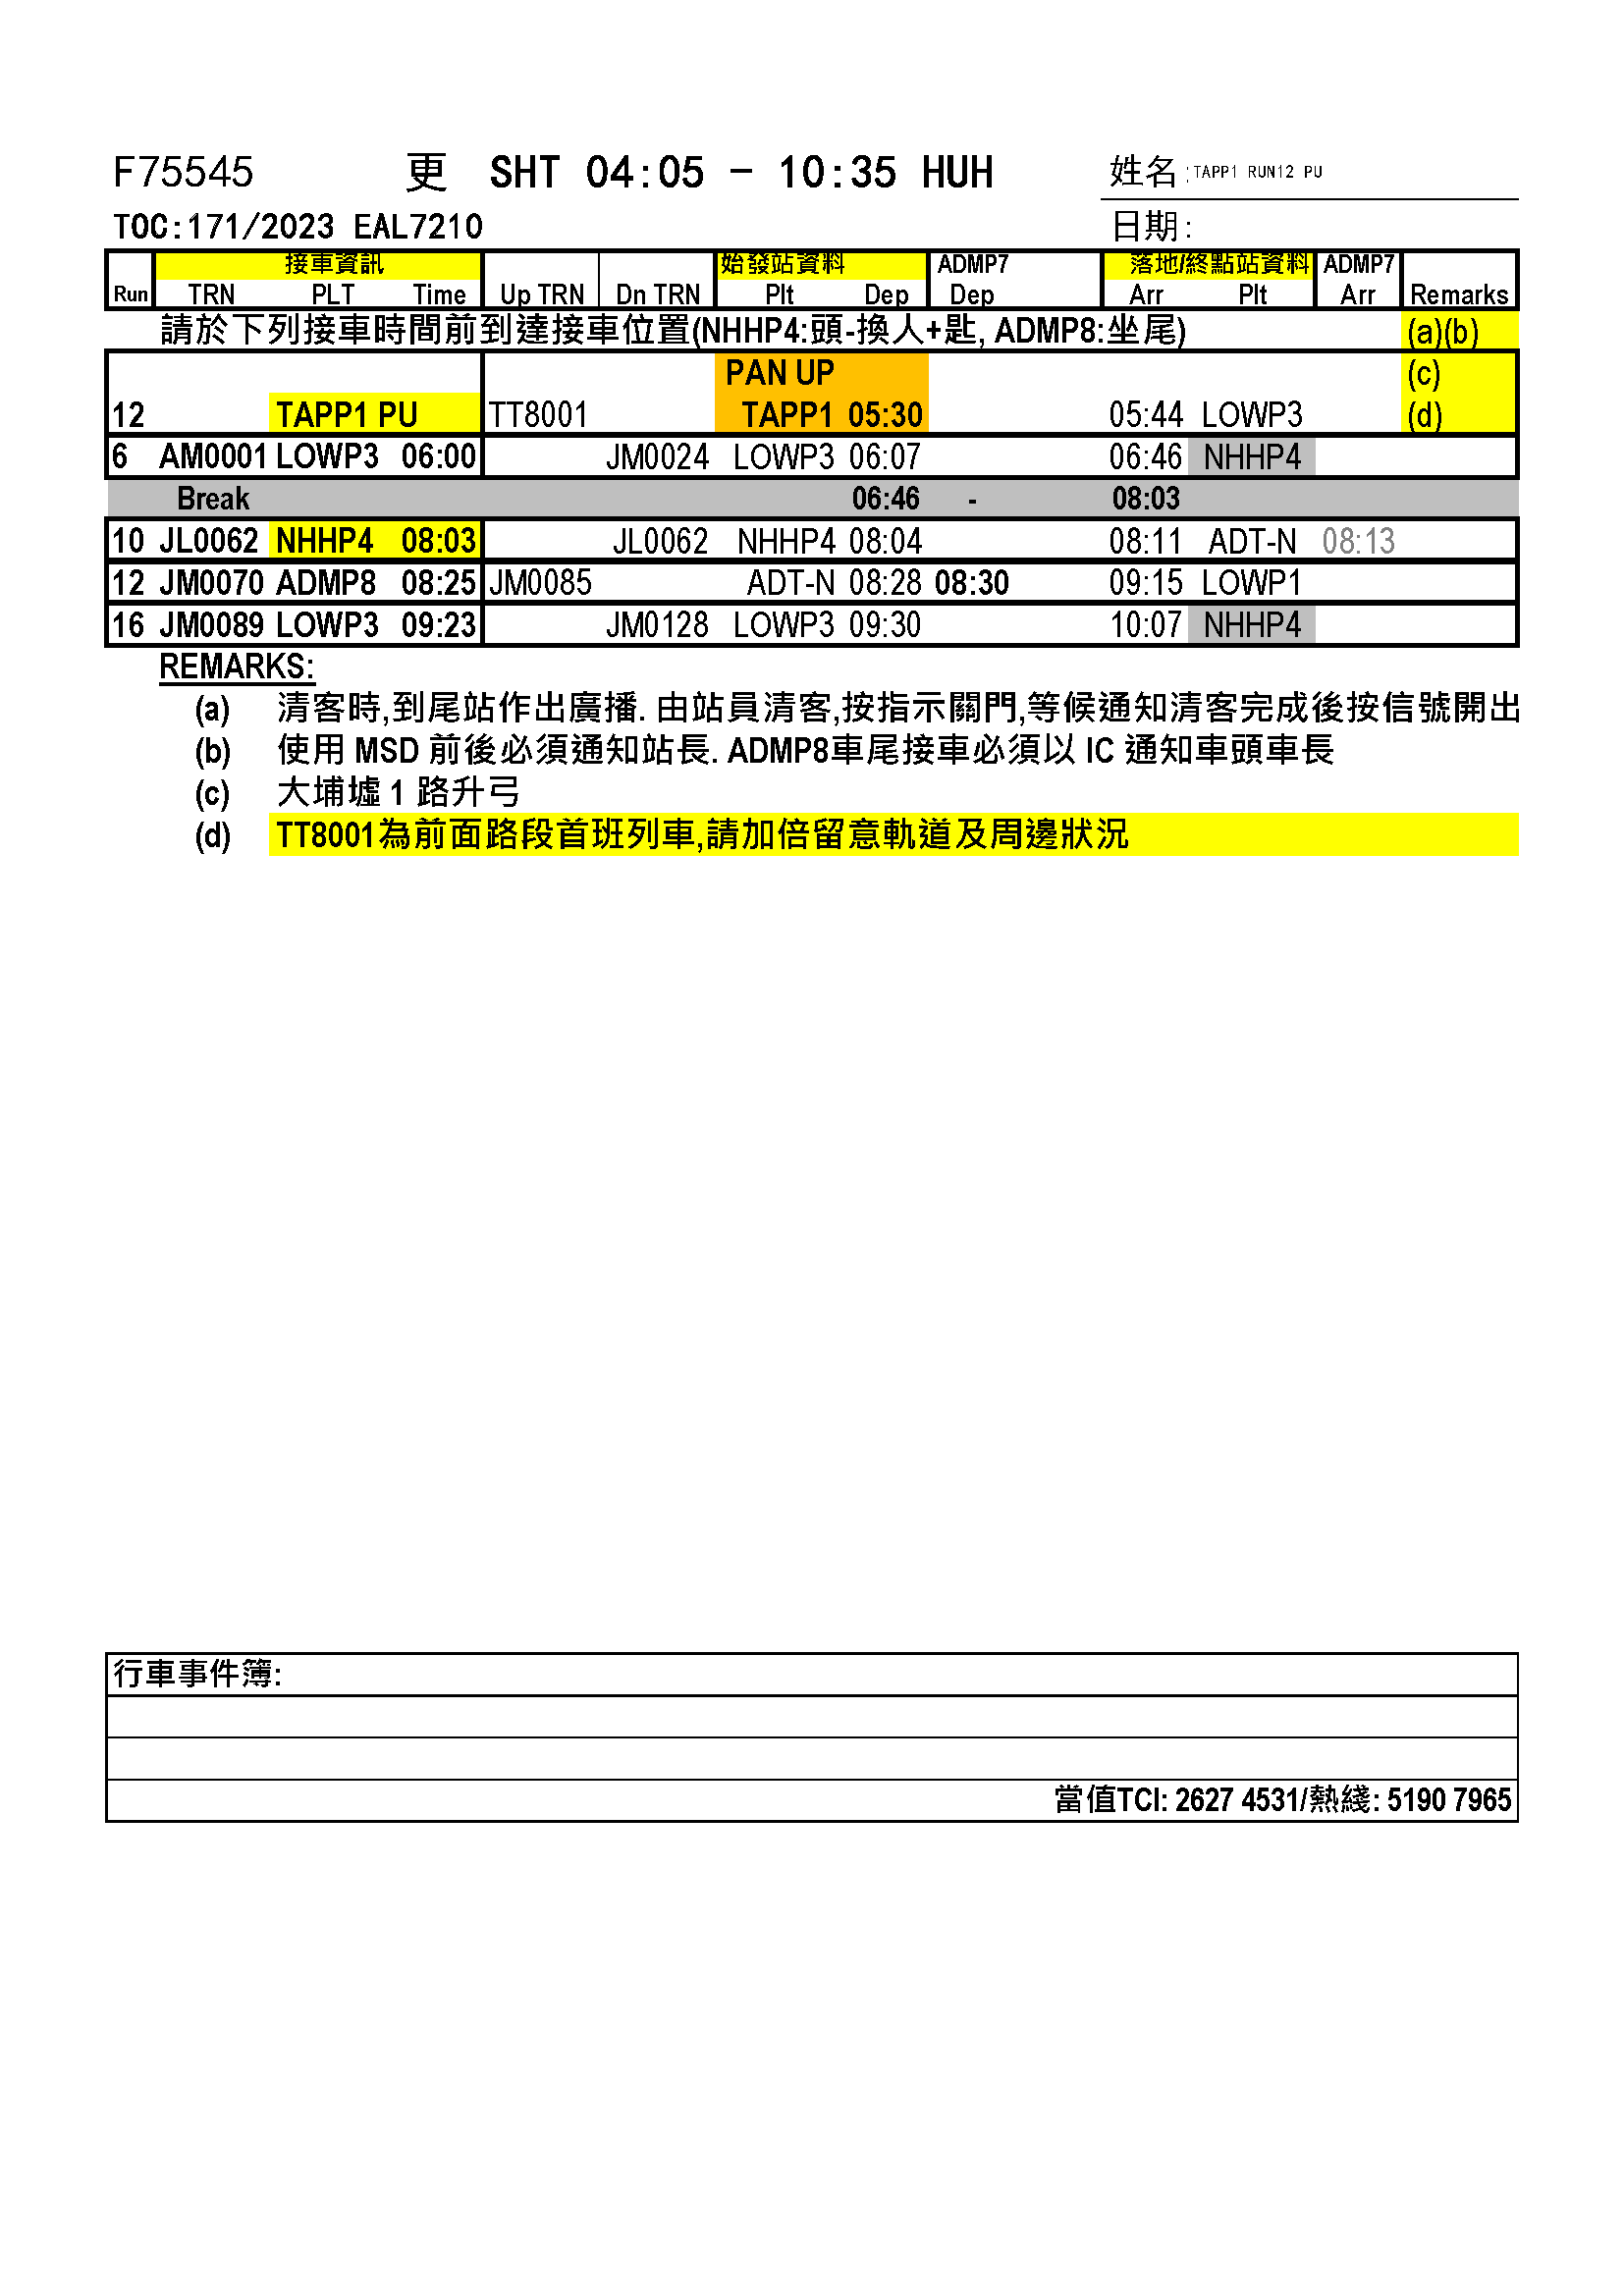 F75545 更 SHT 04:05 - 10:35 HUH 姓名:TAPP1 RUN12 PU
TOC:171/2023 EAL7210 日期:
接車資訊 始發站資料 ADMP7 落地/終點站資料 ADMP7
Run TRN PLT Time Up TRN Dn TRN Plt Dep Dep Arr Plt Arr Remarks
請於下列接車時間前到達接車位置(NHHP4:頭-換人+匙, ADMP8:坐尾) (a)(b)
PAN UP (c)
12 TAPP1 PU TT8001 TAPP1 05:30 05:44 LOWP3 (d)
6 AM0001 LOWP3 06:00 JM0024 LOWP3 06:07 06:46 NHHP4
Break 06:46 - 08:03
10 JL0062 NHHP4 08:03 JL0062 NHHP4 08:04 08:11 ADT-N 08:13
12 JM0070 ADMP8 08:25 JM0085 ADT-N 08:28 08:30 09:15 LOWP1
16 JM0089 LOWP3 09:23 JM0128 LOWP3 09:30 10:07 NHHP4
REMARKS:
(a) 清客時,到尾站作出廣播. 由站員清客,按指示關門,等候通知清客完成後按信號開出
(b) 使用 MSD 前後必須通知站長. ADMP8車尾接車必須以 IC 通知車頭車長
(c) 大埔墟 1 路升弓
(d) TT8001為前面路段首班列車,請加倍留意軌道及周邊狀況
行車事件簿:
當值TCI: 2627 4531/熱綫: 5190 7965